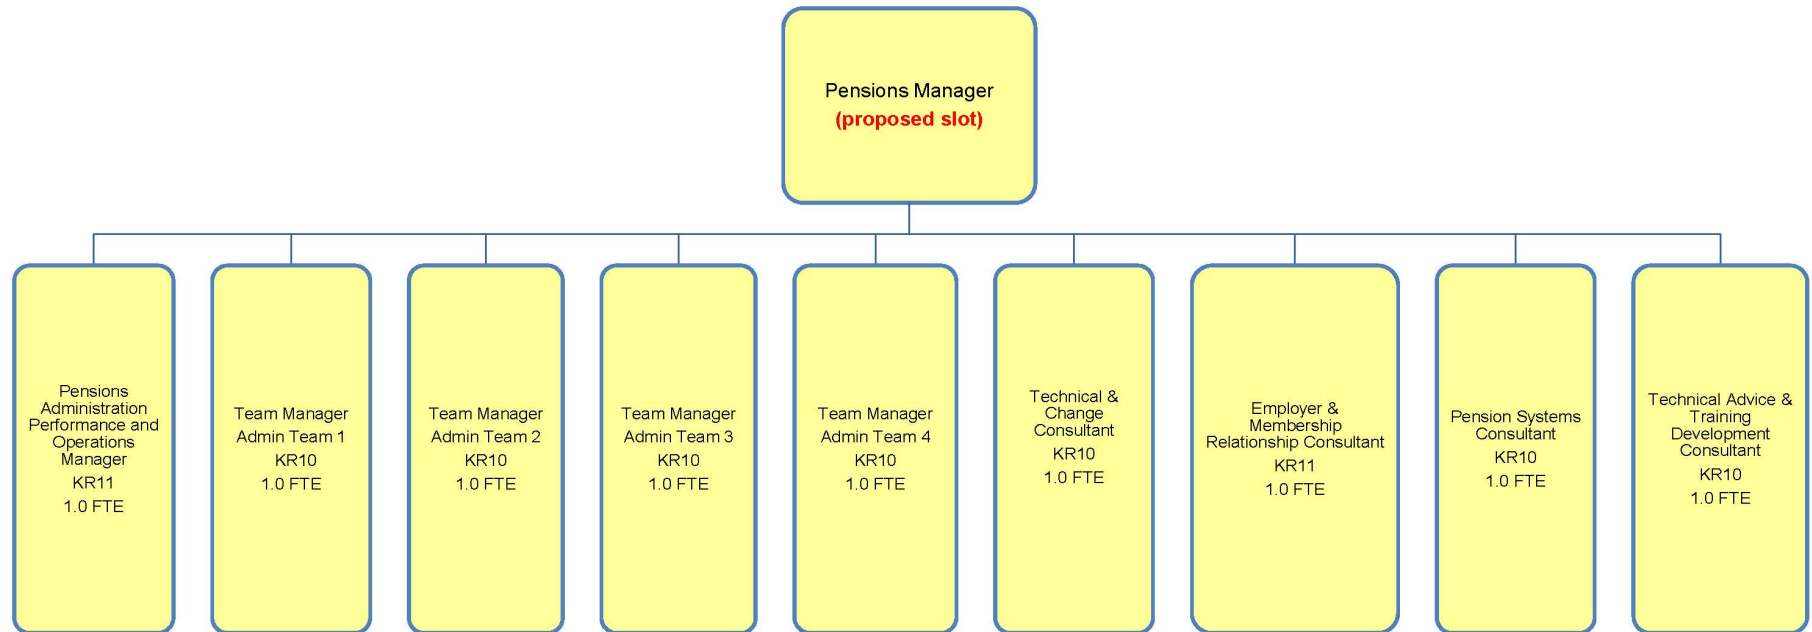 Pensions Manager
(proposed slot)
Pensions
Administration
Performance and
Operations
Manager
KR11
1.0 FTE
Team Manager
Admin Team 1
KR10
1.0 FTE
Team Manager
Admin Team 2
KR10
1.0 FTE
Team Manager
Admin Team 3
KR10
1.0 FTE
Team Manager
Admin Team 4
KR10
1.0 FTE
Technical &
Change
Consultant
KR10
1.0 FTE
Employer &
Membership
Relationship Consultant
KR11
1.0 FTE
Pension Systems
Consultant
KR10
1.0 FTE
Technical Advice &
Training
Development
Consultant
KR10
1.0 FTE